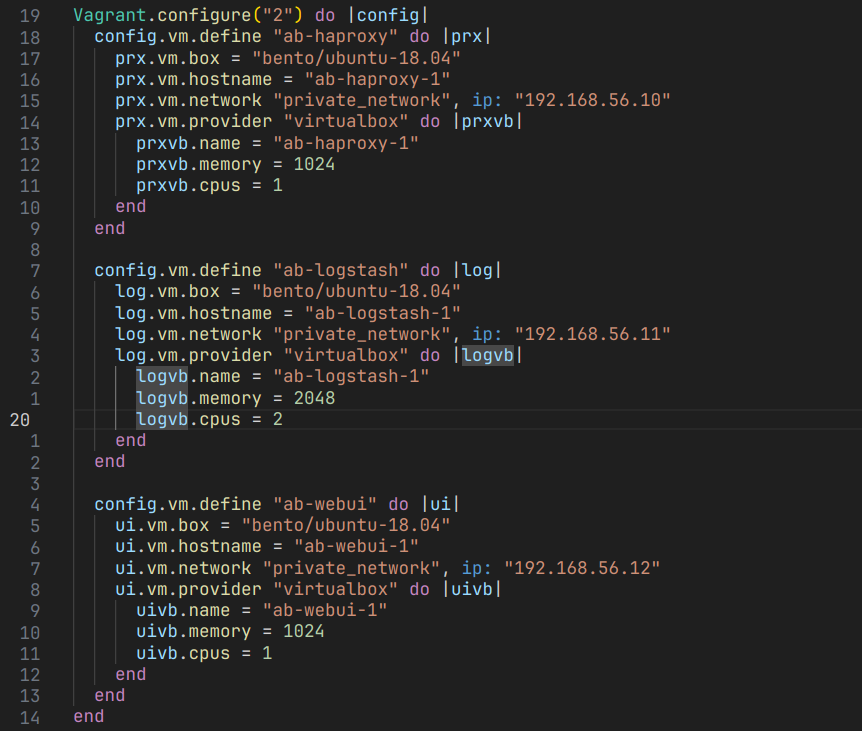 19 Vagrant.configure("2") do |config|
18   config.vm.define "ab-haproxy" do |prx|
17     prx.vm.box = "bento/ubuntu-18.04"
16     prx.vm.hostname = "ab-haproxy-1"
15     prx.vm.network "private_network", ip: "192.168.56.10"
14     prx.vm.provider "virtualbox" do |prxvb|
13       prxvb.name = "ab-haproxy-1"
12       prxvb.memory = 1024
11       prxvb.cpus = 1
10     end
9   end
8
7   config.vm.define "ab-logstash" do |log|
6     log.vm.box = "bento/ubuntu-18.04"
5     log.vm.hostname = "ab-logstash-1"
4     log.vm.network "private_network", ip: "192.168.56.11"
3     log.vm.provider "virtualbox" do |logvb|
2       logvb.name = "ab-logstash-1"
1       logvb.memory = 2048
20       logvb.cpus = 2
1     end
2   end
3
4   config.vm.define "ab-webui" do |ui|
5     ui.vm.box = "bento/ubuntu-18.04"
6     ui.vm.hostname = "ab-webui-1"
7     ui.vm.network "private_network", ip: "192.168.56.12"
8     ui.vm.provider "virtualbox" do |uivb|
9       uivb.name = "ab-webui-1"
10       uivb.memory = 1024
11       uivb.cpus = 1
12     end
13   end
14 end